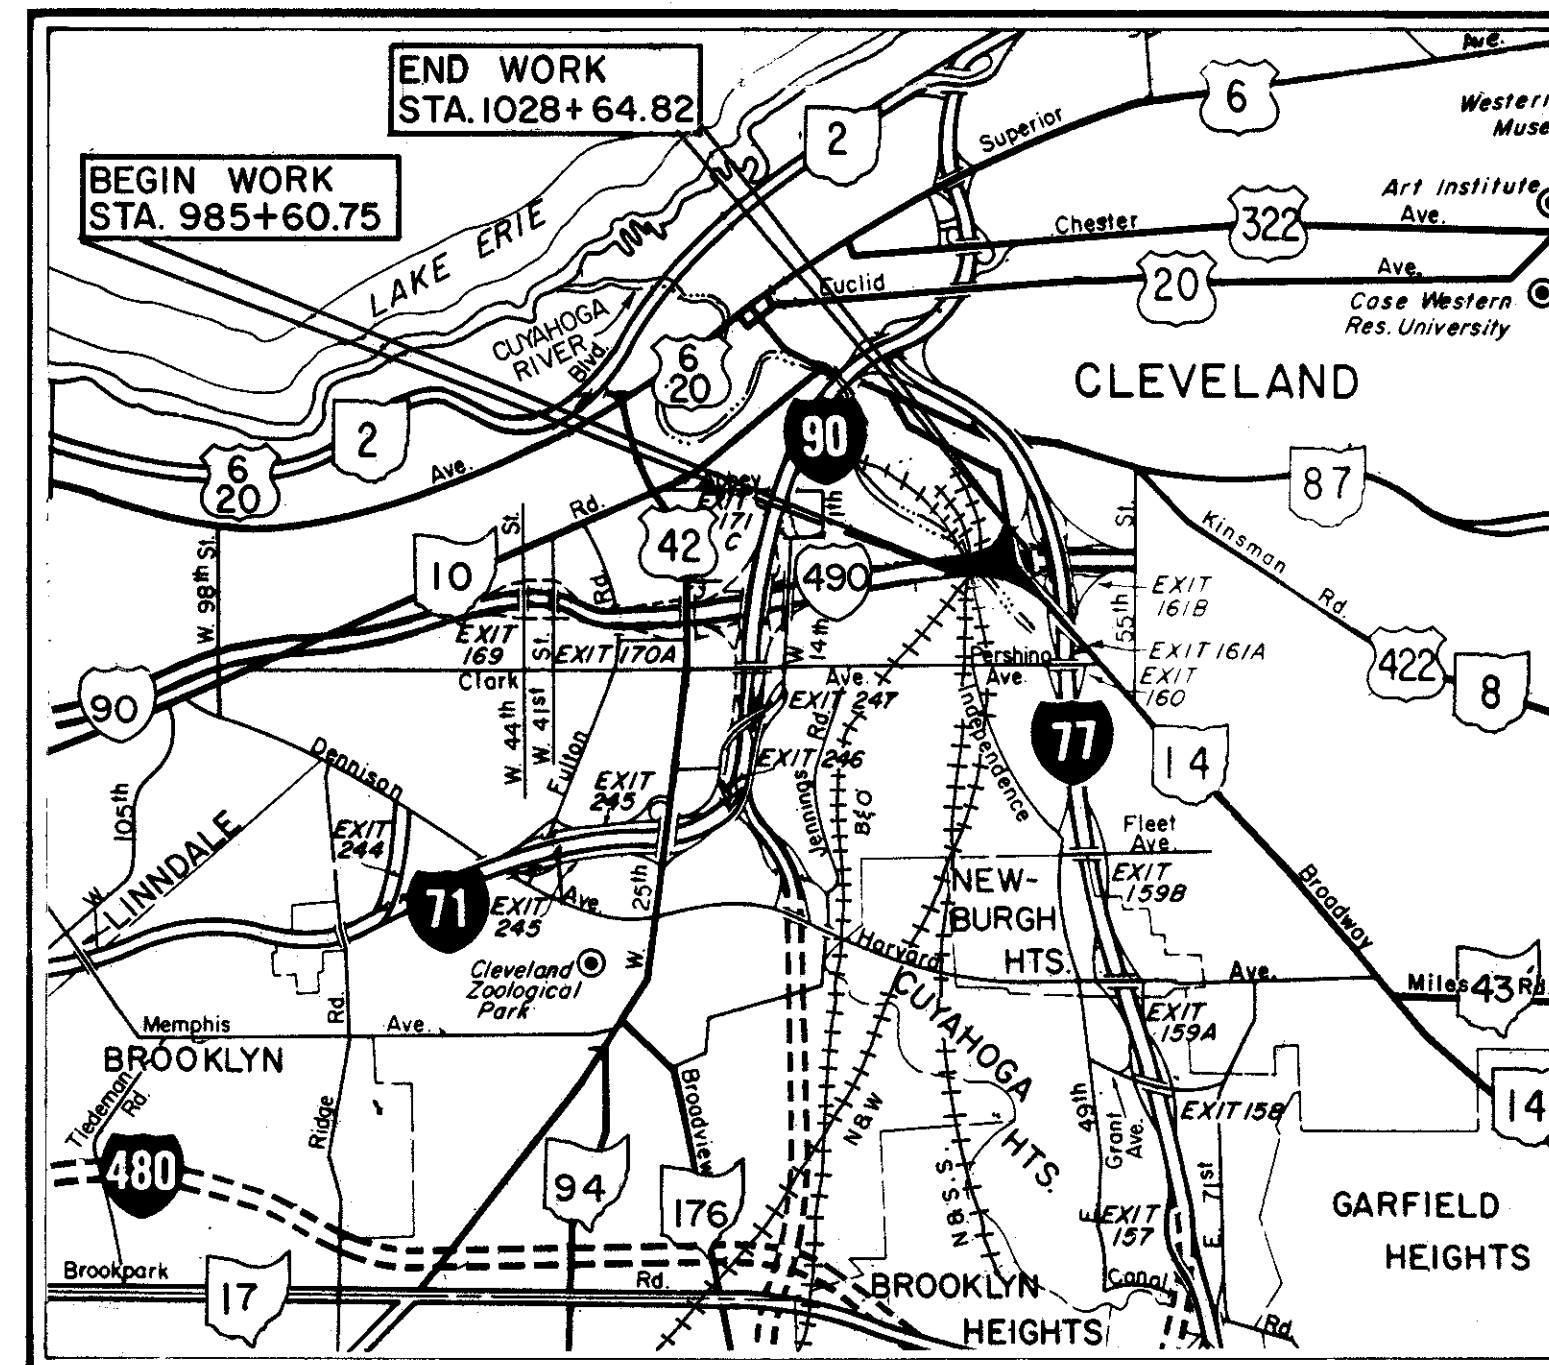 END WORK
STA. 1028+64.82
BEGIN WORK
STA. 985+60.75
LAKE ERIE
CUYAHOGA
RIVER
Blvd.
2
6
20
Superior
6
Ave.
Chester
322
Ave.
Art Institute
Euclid
20
Ave.
Case Western
Res. University
CLEVELAND
2
6
20
Ave.
90
87
Kinsman
Rd.
422
8
W. 98th St.
10
Rd.
St.
Rd.
42
EXIT
171
C
490
St.
55th
EXIT
161B
EXIT 161A
EXIT
160
EXIT
169
St.
EXIT 170A
W 14th
Pershing
Ave.
Clark
Ave.
90
W. 44th
W. 41st
Fulton
EXIT 247
Rd.
Independence
77
14
Dennison
EXIT 246
EXIT
245
Jennings
B&O
105th
W.
LINNDALE
EXIT
244
Fleet
Ave.
Broadway
NEW-
BURGH
HTS.
EXIT
159B
71
EXIT
245
Ave.
25th
W.
Harvard
Ave.
Miles
43
Rd.
Cleveland
Zoological
Park
CUYAHOGA
HTS.
EXIT
159A
Rd.
Memphis
Ave.
BROOKLYN
Tiedeman
Rd.
Ridge
Broadview
N&W
49th
E.
Grant
Ave.
EXIT 158
14
480
94
176
N&S.S.
EXIT
157
E. 71st
GARFIELD
HEIGHTS
Brookpark
17
Rd.
BROOKLYN
HEIGHTS
Canal
Rd.